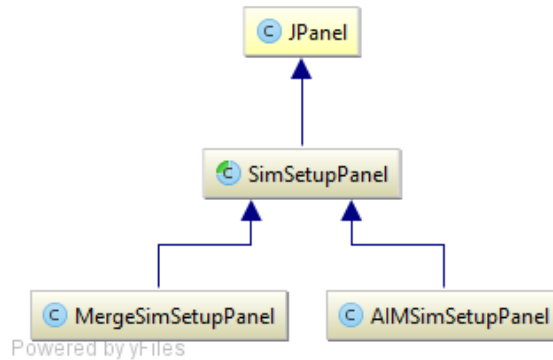 C JPanel
C SimSetupPanel
C MergeSimSetupPanel
C AIMSimSetupPanel
Powered by yFiles